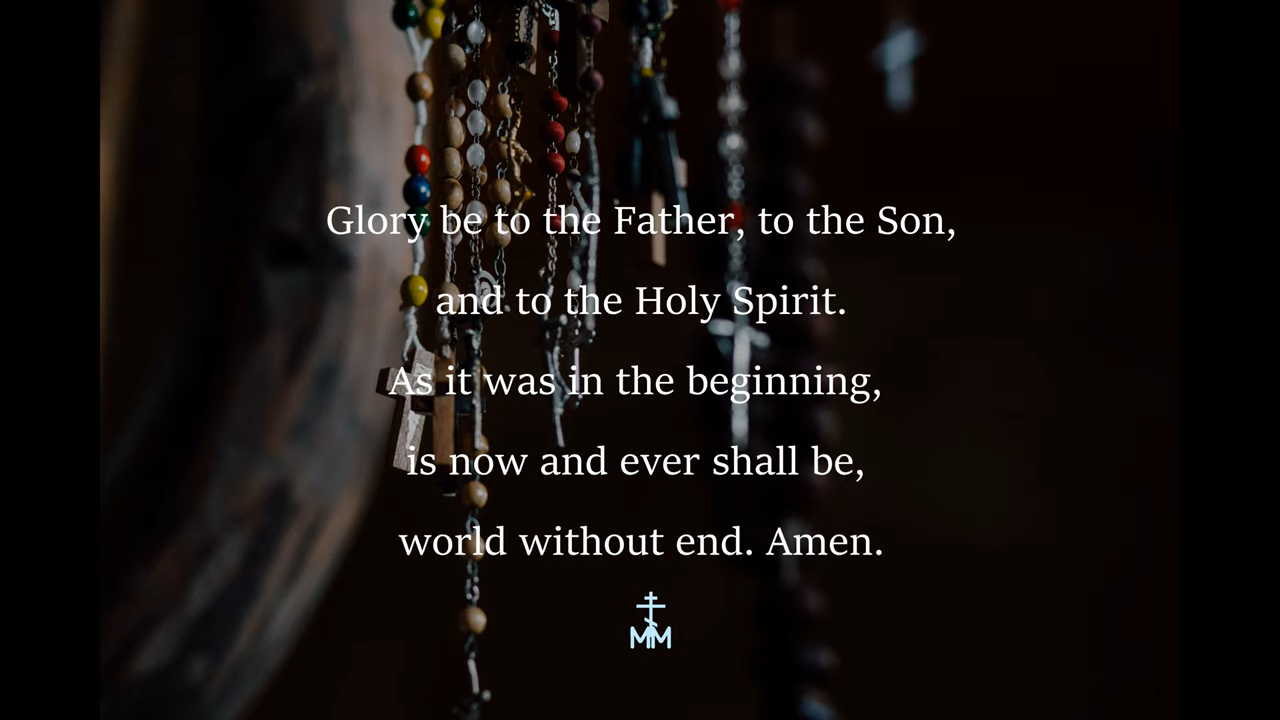 Glory be to the Father, to the Son,
and to the Holy Spirit.
As it was in the beginning,
is now and ever shall be,
world without end. Amen.
MM